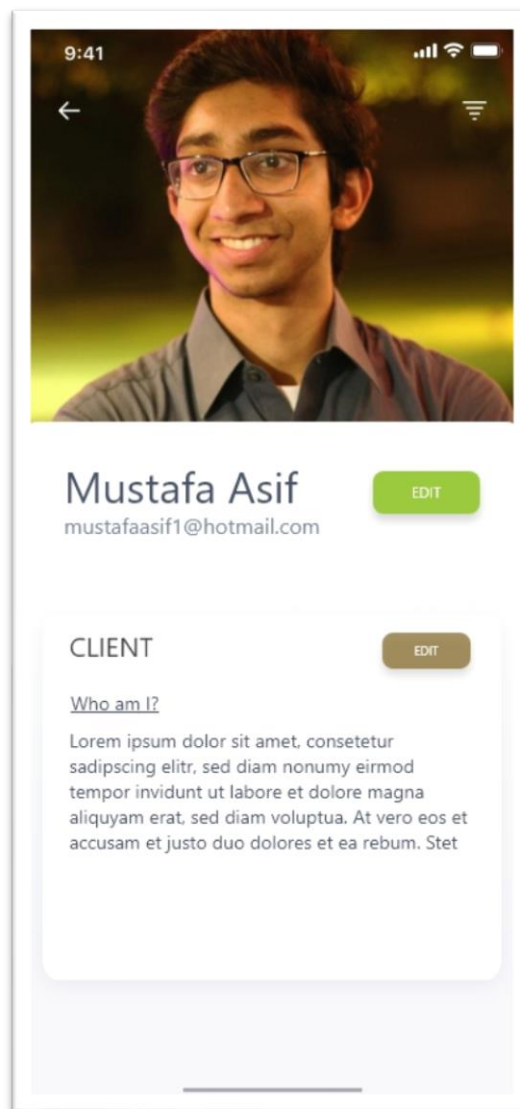 9:41
Mustafa Asif
EDIT
mustafaasif1@hotmail.com
CLIENT
EDIT
Who am I?
Lorem ipsum dolor sit amet, consetetur
sadipscing elitr, sed diam nonumy eirmod
tempor invidunt ut labore et dolore magna
aliquyam erat, sed diam voluptua. At vero eos et
accusam et justo duo dolores et ea rebum. Stet